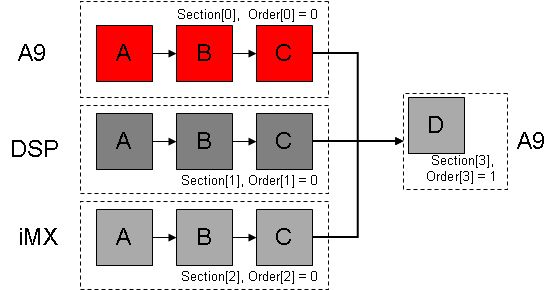 Section[0], Order[0] = 0
A9
A B C
DSP
A B C
Section[1], Order[1] = 0
iMX
A B C
Section[2], Order[2] = 0
D
Section[3],
Order[3] = 1
A9